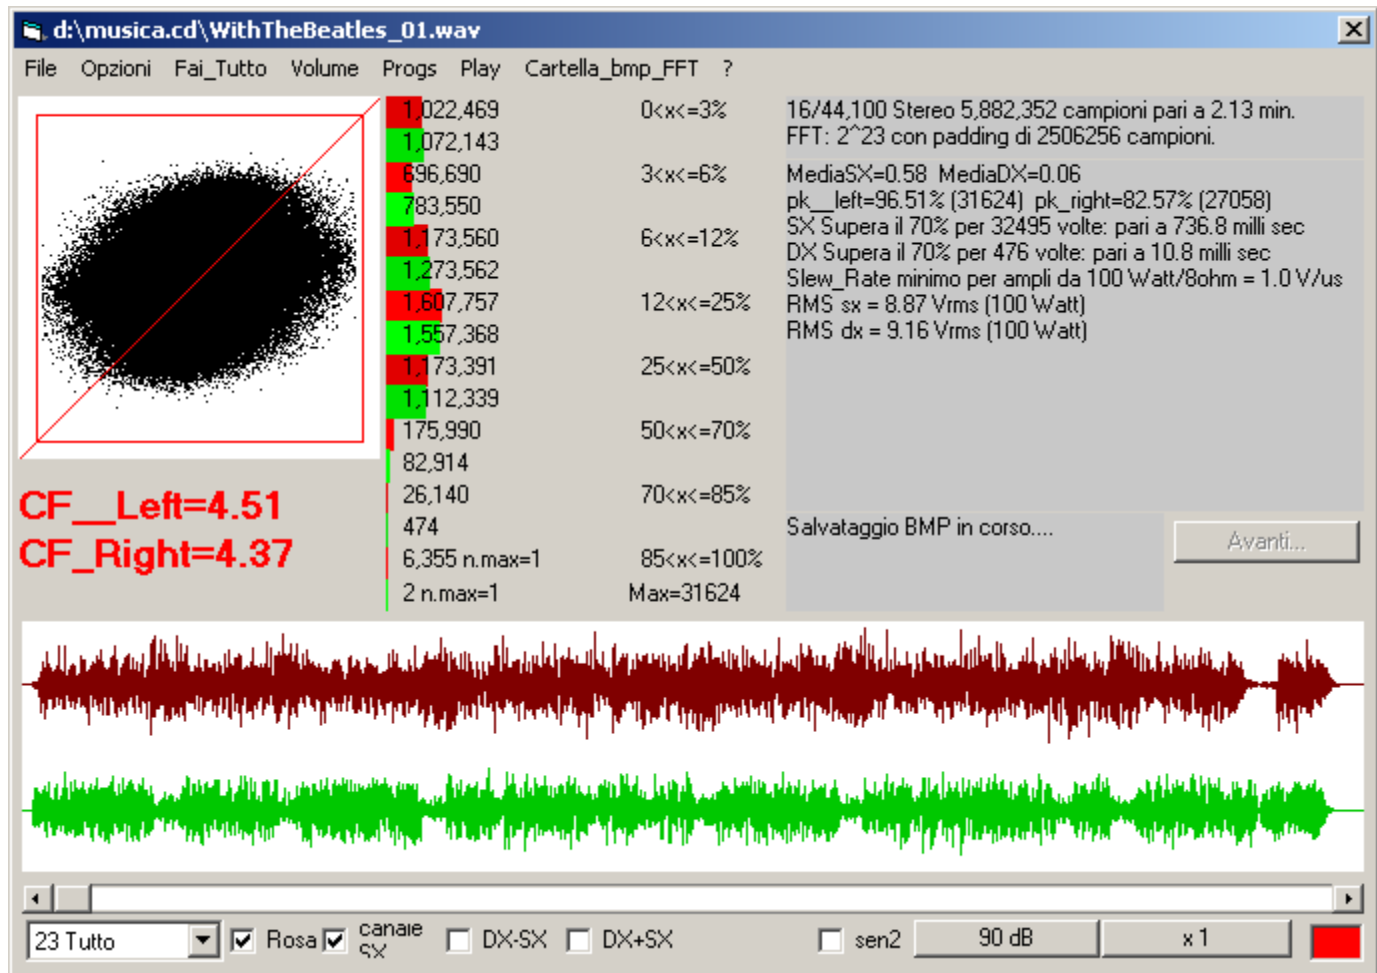 d:\musica.cd\WithTheBeatles_01.wav
File Opzioni Fai_Tutto Volume Progs Play Cartella_bmp_FFT ?
1,022,469 0<x<=3%
1,072,143
696,690 3<x<=6%
783,550
1,173,560 6<x<=12%
1,273,562
1,607,757 12<x<=25%
1,557,368
1,173,391 25<x<=50%
1,112,339
175,990 50<x<=70%
82,914
26,140 70<x<=85%
474
6,355 n.max=1 85<x<=100%
2 n.max=1 Max=31624
16/44,100 Stereo 5,882,352 campioni pari a 2.13 min.
FFT: 2^23 con padding di 2506256 campioni.
MediaSX=0.58 MediaDX=0.06
pk__left=96.51% (31624) pk_right=82.57% (27058)
SX Supera il 70% per 32495 volte: pari a 736.8 milli sec
DX Supera il 70% per 476 volte: pari a 10.8 milli sec
Slew_Rate minimo per ampli da 100 Watt/8ohm = 1.0 V/us
RMS sx = 8.87 Vrms (100 Watt)
RMS dx = 9.16 Vrms (100 Watt)
CF__Left=4.51
CF_Right=4.37
Salvataggio BMP in corso....
Avanti...
23 Tutto Rosa canale SX DX-SX DX+SX sen2 90 dB x 1